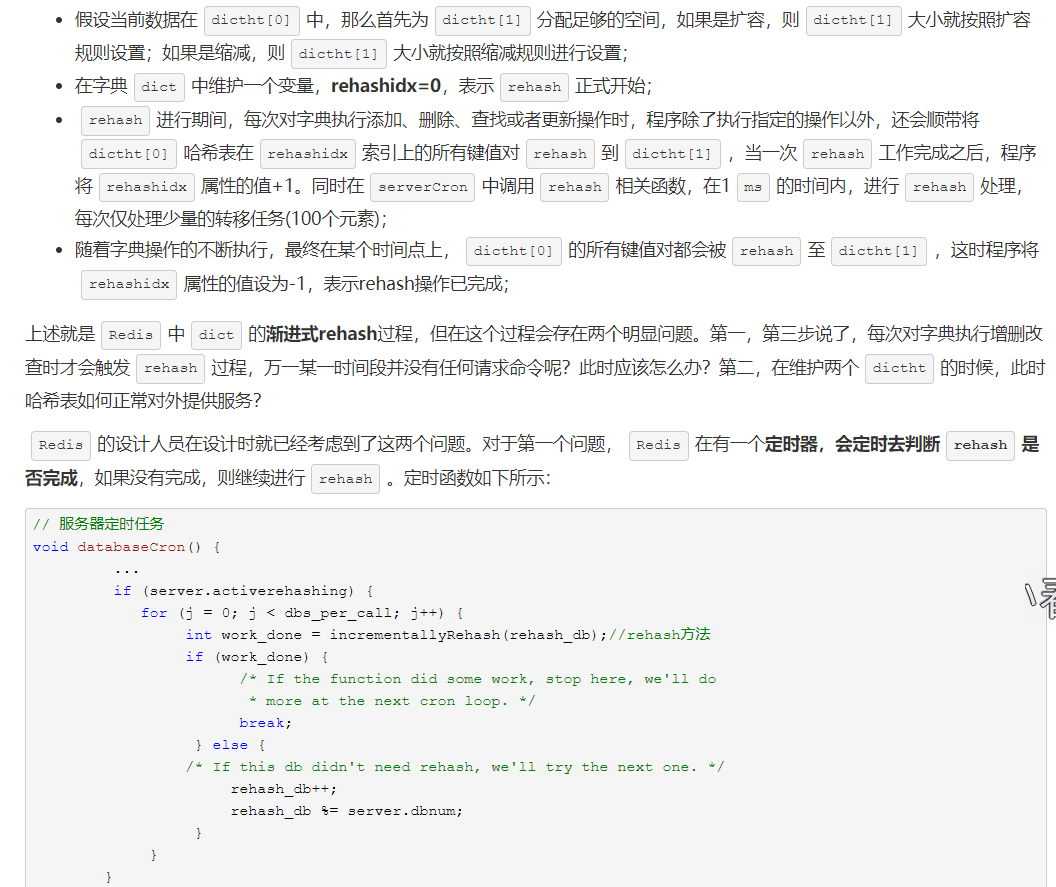 假设当前数据在 dictht[0] 中，那么首先为 dictht[1] 分配足够的空间，如果是扩容，则 dictht[1] 大小就按照扩容
规则设置；如果是缩减，则 dictht[1] 大小就按照缩减规则进行设置；
在字典 dict 中维护一个变量，rehashidx=0，表示 rehash 正式开始；
rehash 进行期间，每次对字典执行添加、删除、查找或者更新操作时，程序除了执行指定的操作以外，还会顺带将
dictht[0] 哈希表在 rehashidx 索引上的所有键值对 rehash 到 dictht[1] ，当一次 rehash 工作完成之后，程序
将 rehashidx 属性的值+1。同时在 serverCron 中调用 rehash 相关函数，在1 ms 的时间内，进行 rehash 处理，
每次仅处理少量的转移任务(100个元素)；
随着字典操作的不断执行，最终在某个时间点上， dictht[0] 的所有键值对都会被 rehash 至 dictht[1] ，这时程序将
rehashidx 属性的值设为-1，表示rehash操作已完成；
上述就是 Redis 中 dict 的渐进式rehash过程，但在这个过程会存在两个明显问题。第一，第三步说了，每次对字典执行增删改
查时才会触发 rehash 过程，万一某一时间段并没有任何请求命令呢？此时应该怎么办？第二，在维护两个 dictht 的时候，此时
哈希表如何正常对外提供服务？
Redis 的设计人员在设计时就已经考虑到了这两个问题。对于第一个问题， Redis 在有一个定时器，会定时去判断 rehash 是
否完成，如果没有完成，则继续进行 rehash 。定时函数如下所示：
// 服务器定时任务
void databaseCron() {
...
if (server.activerehashing) {
for (j = 0; j < dbs_per_call; j++) {
int work_done = incrementallyRehash(rehash_db);//rehash方法
if (work_done) {
/* If the function did some work, stop here, we'll do
* more at the next cron loop. */
break;
} else {
/* If this db didn't need rehash, we'll try the next one. */
rehash_db++;
rehash_db %= server.dbnum;
}
}
}